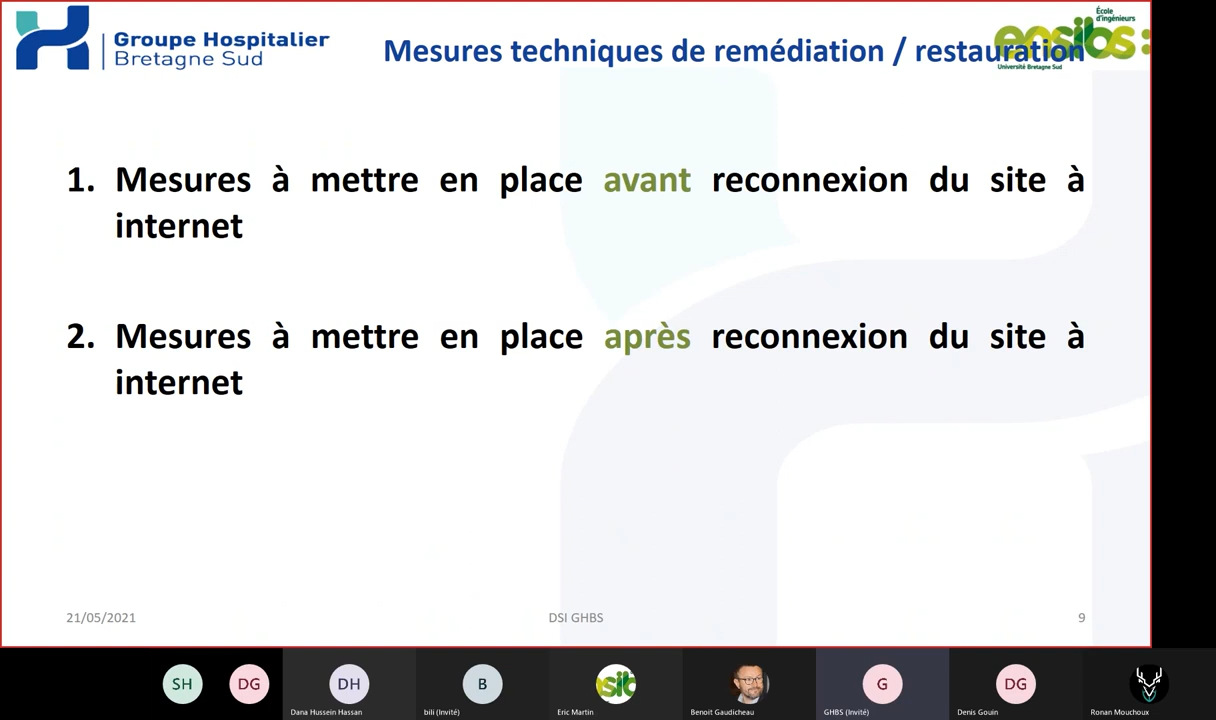 École
d'ingénieurs
ensibs:
Université Bretagne Sud
Groupe Hospitalier
Bretagne Sud
Mesures techniques de remédiation / restauration
1. Mesures à mettre en place avant reconnexion du site à
internet
2. Mesures à mettre en place après reconnexion du site à
internet
21/05/2021
DSI GHBS
9
SH
DG
DH
B
sib
G
DG
Dana Hussein Hassan
bili (Invité)
Eric Martin
Benoit Gaudicheau
GHBS (Invité)
Denis Gouin
Ronan Mouchoux